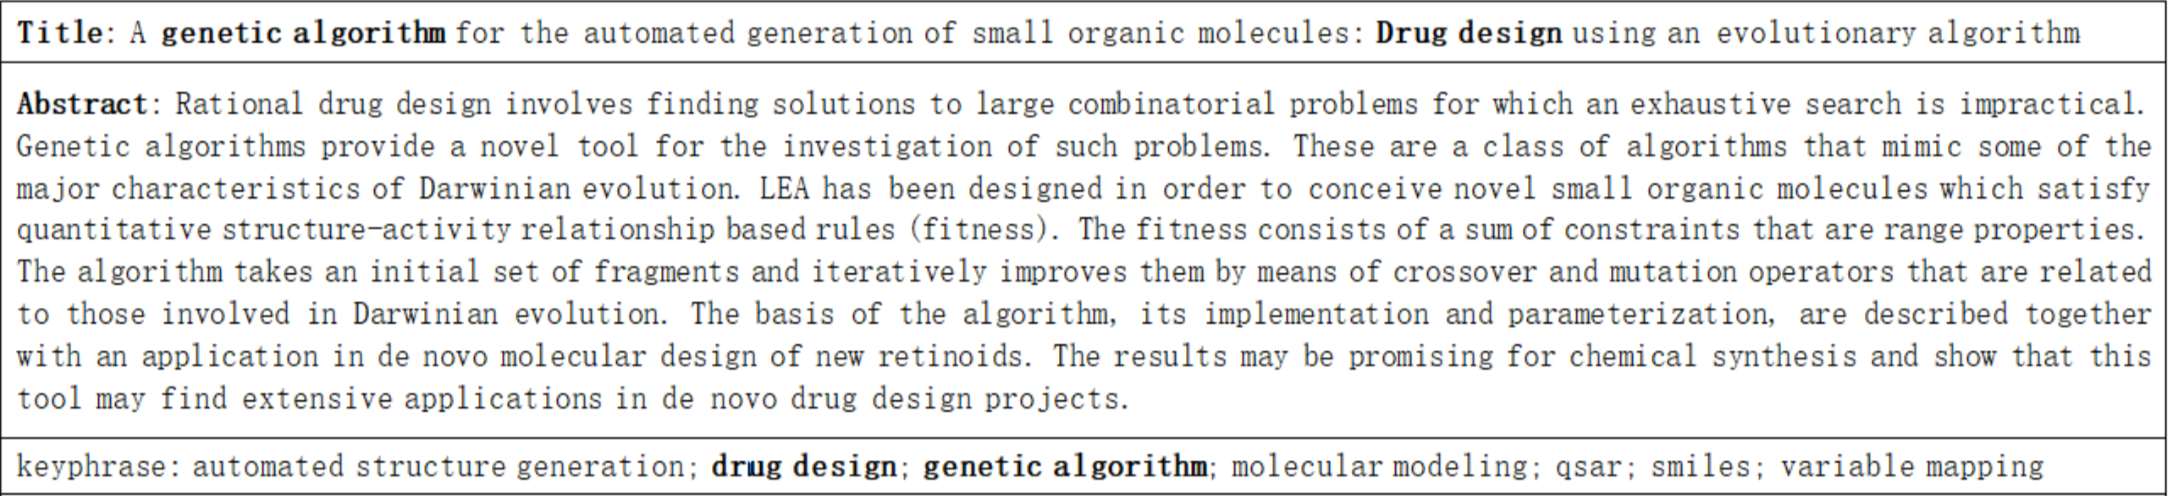 Title: A genetic algorithm for the automated generation of small organic molecules: Drug design using an evolutionary algorithm
Abstract: Rational drug design involves finding solutions to large combinatorial problems for which an exhaustive search is impractical.
Genetic algorithms provide a novel tool for the investigation of such problems. These are a class of algorithms that mimic some of the
major characteristics of Darwinian evolution. LEA has been designed in order to conceive novel small organic molecules which satisfy
quantitative structure-activity relationship based rules (fitness). The fitness consists of a sum of constraints that are range properties.
The algorithm takes an initial set of fragments and iteratively improves them by means of crossover and mutation operators that are related
to those involved in Darwinian evolution. The basis of the algorithm, its implementation and parameterization, are described together
with an application in de novo molecular design of new retinoids. The results may be promising for chemical synthesis and show that this
tool may find extensive applications in de novo drug design projects.
keyphrase: automated structure generation; drug design; genetic algorithm; molecular modeling; qsar; smiles; variable mapping